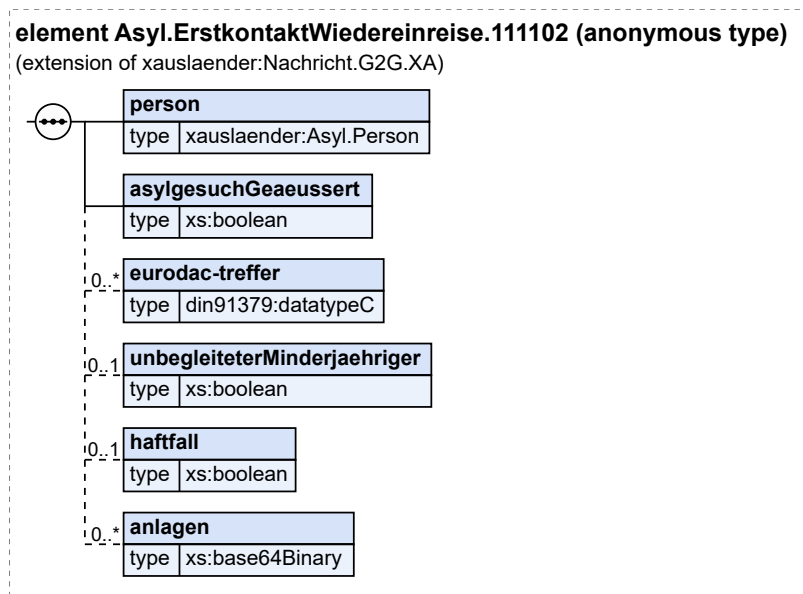 element Asyl.ErstkontaktWiedereinreise.111102 (anonymous type)
(extension of xauslaender:Nachricht.G2G.XA)
person
type xauslaender:Asyl.Person
asylgesuchGeaeussert
type xs:boolean
0..* eurodac-treffer
type din91379:datatypeC
0..1 unbegleiteterMinderjaehriger
type xs:boolean
0..1 haftfall
type xs:boolean
0..* anlagen
type xs:base64Binary